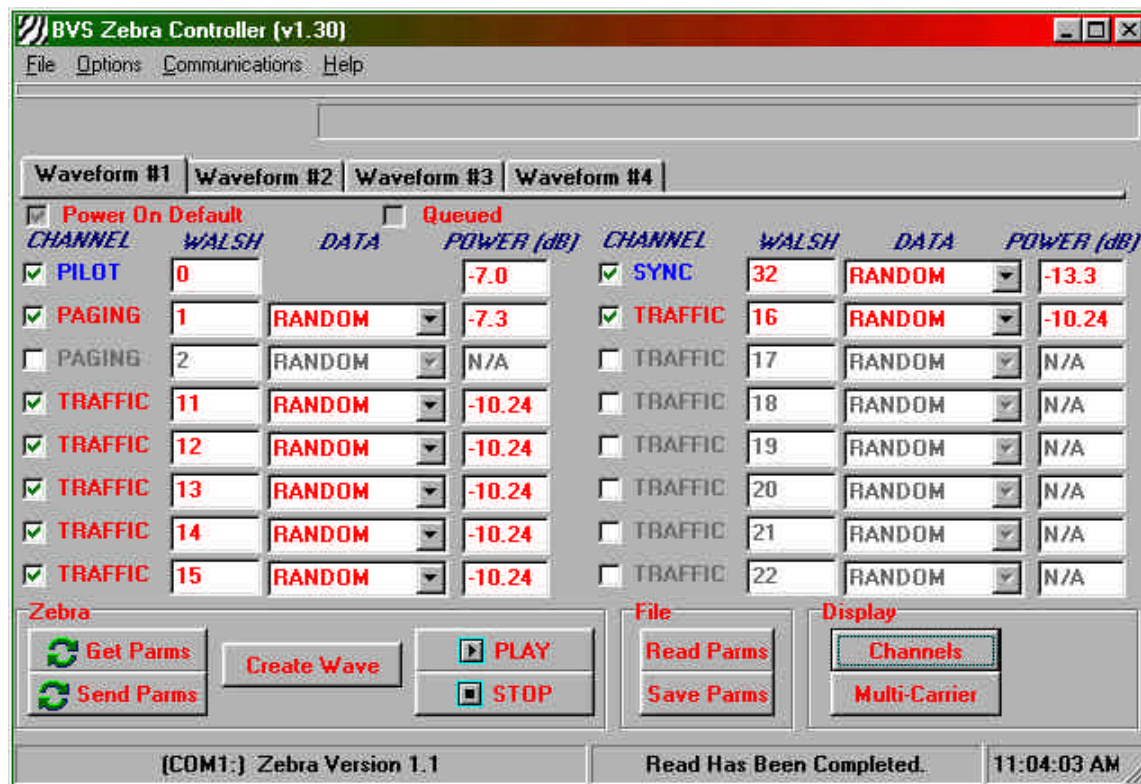 BVS Zebra Controller (v1.30)
File Options Communications Help
Waveform #1 Waveform #2 Waveform #3 Waveform #4
Power On Default Queued
CHANNEL WALSH DATA POWER (dB) CHANNEL WALSH DATA POWER (dB)
PILOT 0 -7.0 SYNC 32 RANDOM -13.3
PAGING 1 RANDOM -7.3 TRAFFIC 16 RANDOM -10.24
PAGING 2 RANDOM N/A TRAFFIC 17 RANDOM N/A
TRAFFIC 11 RANDOM -10.24 TRAFFIC 18 RANDOM N/A
TRAFFIC 12 RANDOM -10.24 TRAFFIC 19 RANDOM N/A
TRAFFIC 13 RANDOM -10.24 TRAFFIC 20 RANDOM N/A
TRAFFIC 14 RANDOM -10.24 TRAFFIC 21 RANDOM N/A
TRAFFIC 15 RANDOM -10.24 TRAFFIC 22 RANDOM N/A
Zebra File Display
Get Parms Create Wave PLAY Read Parms Channels
Send Parms STOP Save Parms Multi-Carrier
(COM1:) Zebra Version 1.1 Read Has Been Completed. 11:04:03 AM